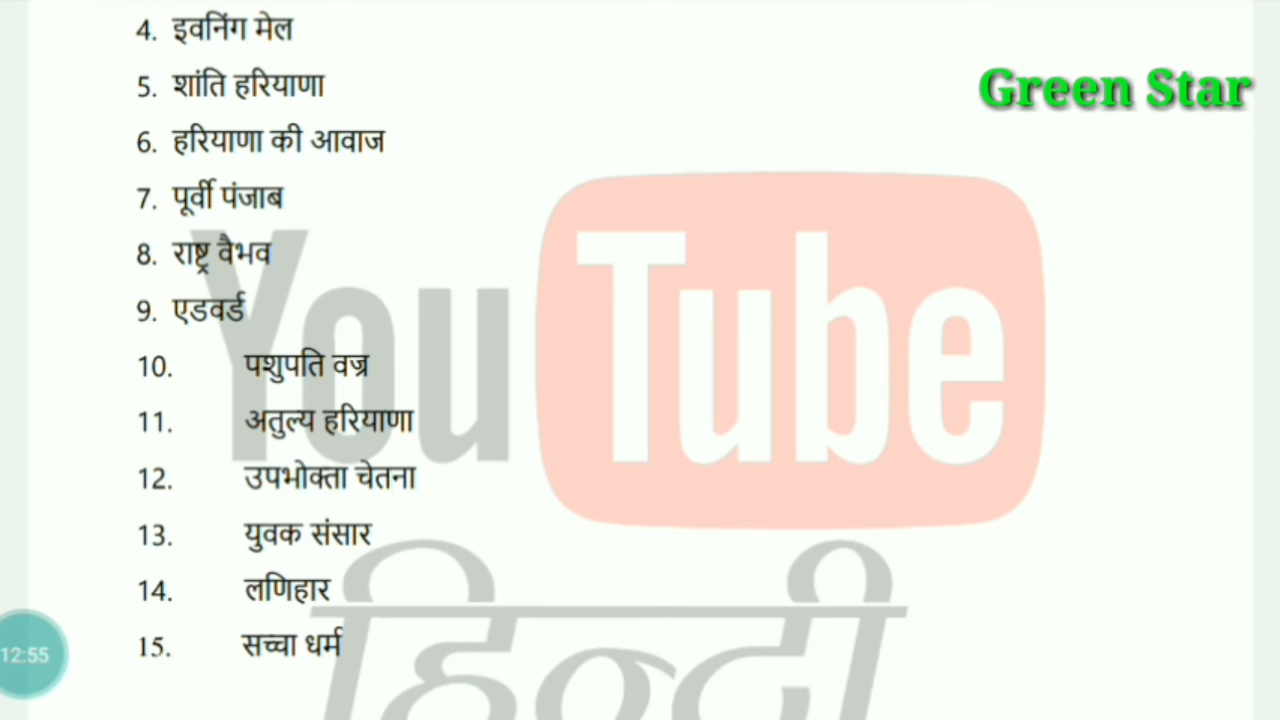 4. इवनिंग मेल
Green Star
5. शांति हरियाणा
6. हरियाणा की आवाज
7. पूर्वी पंजाब
8. राष्ट्र वैभव
9. एडवर्ड
10. पशुपति वज्र
11. अतुल्य हरियाणा
12. उपभोक्ता चेतना
13. युवक संसार
14. लणिहार
15. सच्चा धर्म
YouTube
हिन्दी
12:55